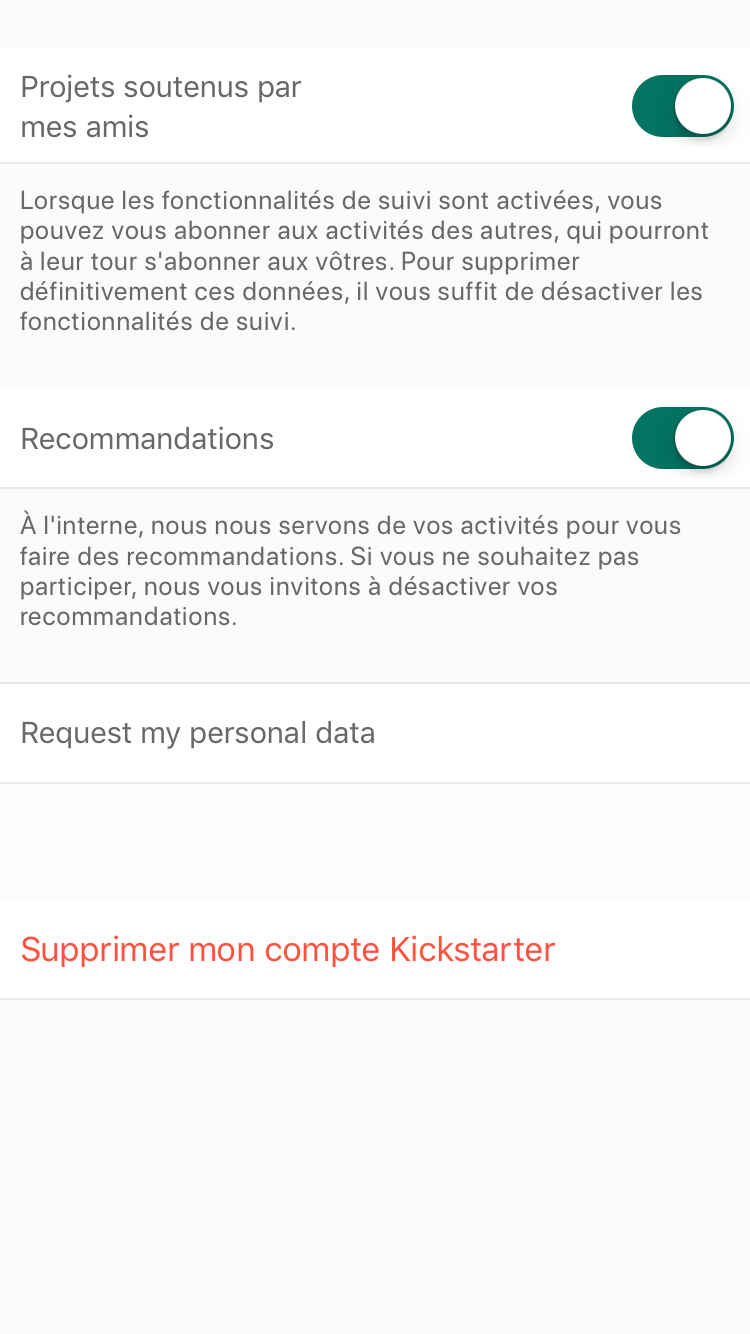 Projets soutenus par
mes amis
Lorsque les fonctionnalités de suivi sont activées, vous
pouvez vous abonner aux activités des autres, qui pourront
à leur tour s'abonner aux vôtres. Pour supprimer
définitivement ces données, il vous suffit de désactiver les
fonctionnalités de suivi.
Recommandations
À l'interne, nous nous servons de vos activités pour vous
faire des recommandations. Si vous ne souhaitez pas
participer, nous vous invitons à désactiver vos
recommandations.
Request my personal data
Supprimer mon compte Kickstarter